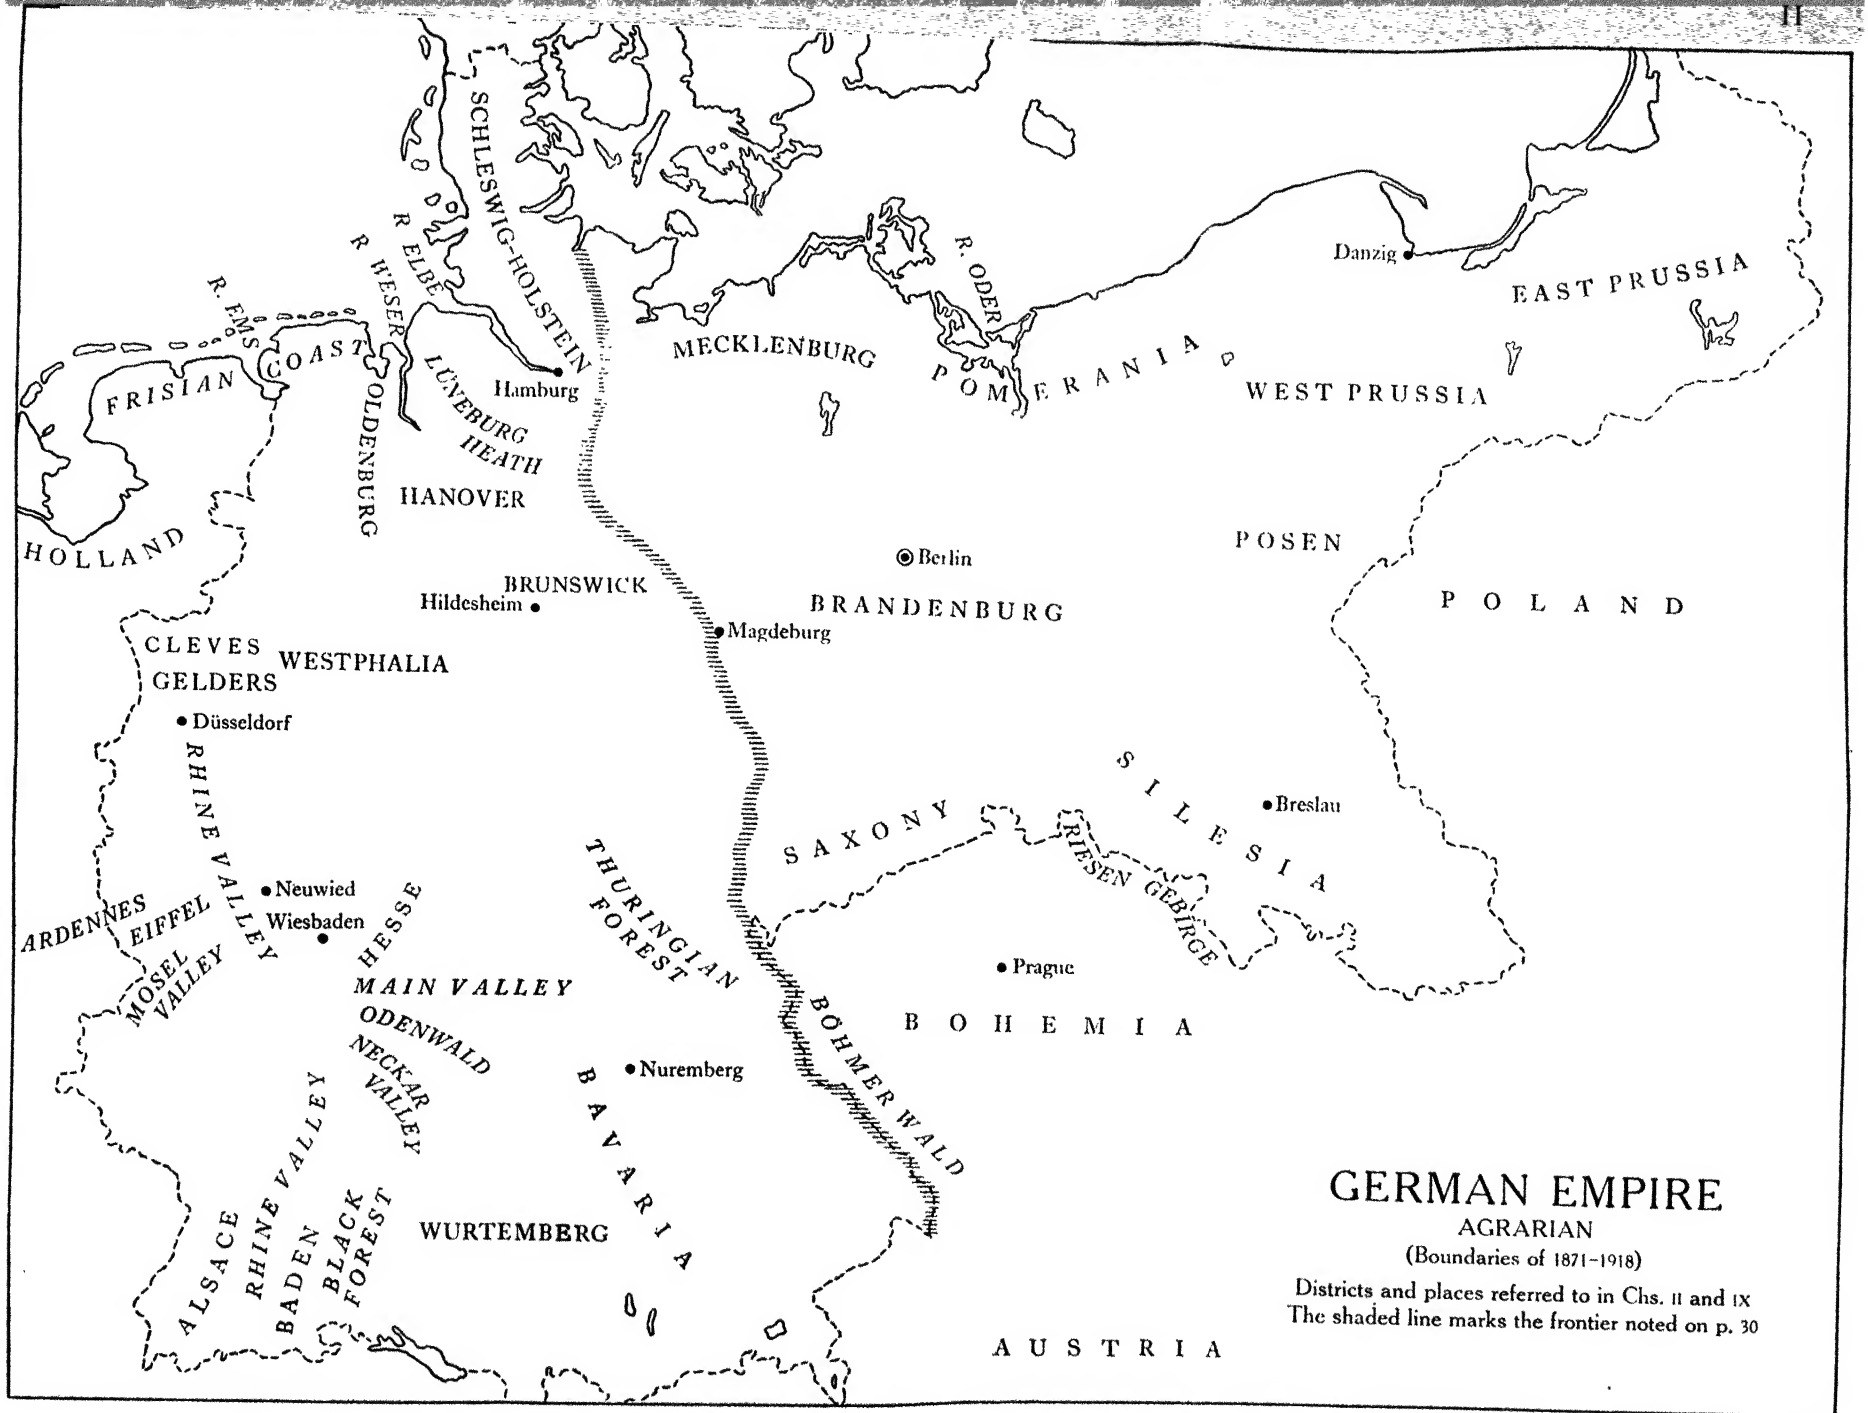 II
SCHLESWIG-HOLSTEIN
R ELBE
R WESER
R. EMS
R. ODER
Danzig
EAST PRUSSIA
FRISIAN COAST
OLDENBURG
LÜNEBURG
HEATH
Hamburg
MECKLENBURG
POMERANIA
WEST PRUSSIA
HANOVER
HOLLAND
POSEN
Berlin
BRUNSWICK
Hildesheim
BRANDENBURG
POLAND
Magdeburg
CLEVES
WESTPHALIA
GELDERS
Düsseldorf
RHINE VALLEY
SILESIA
Breslau
SAXONY
RIESEN GEBIRGE
THURINGIAN
FOREST
Neuwied
Wiesbaden
HESSE
ARDENNES
EIFFEL
MOSEL
VALLEY
MAIN VALLEY
ODENWALD
NECKAR
VALLEY
Prague
BOHEMIA
BÖHMER WALD
Nuremberg
BAVARIA
ALSACE
RHINE VALLEY
BADEN
BLACK
FOREST
WURTEMBERG
AUSTRIA
GERMAN EMPIRE
AGRARIAN
(Boundaries of 1871-1918)
Districts and places referred to in Chs. II and IX
The shaded line marks the frontier noted on p. 30